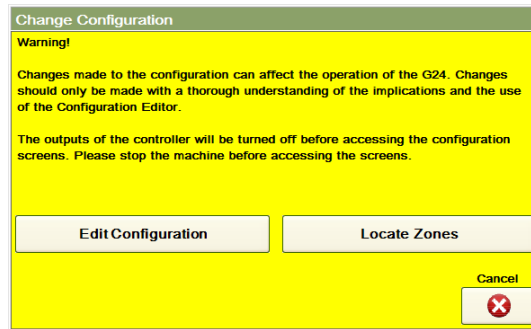 Change Configuration
Warning!
Changes made to the configuration can affect the operation of the G24. Changes
should only be made with a thorough understanding of the implications and the use
of the Configuration Editor.
The outputs of the controller will be turned off before accessing the configuration
screens. Please stop the machine before accessing the screens.
Edit Configuration
Locate Zones
Cancel